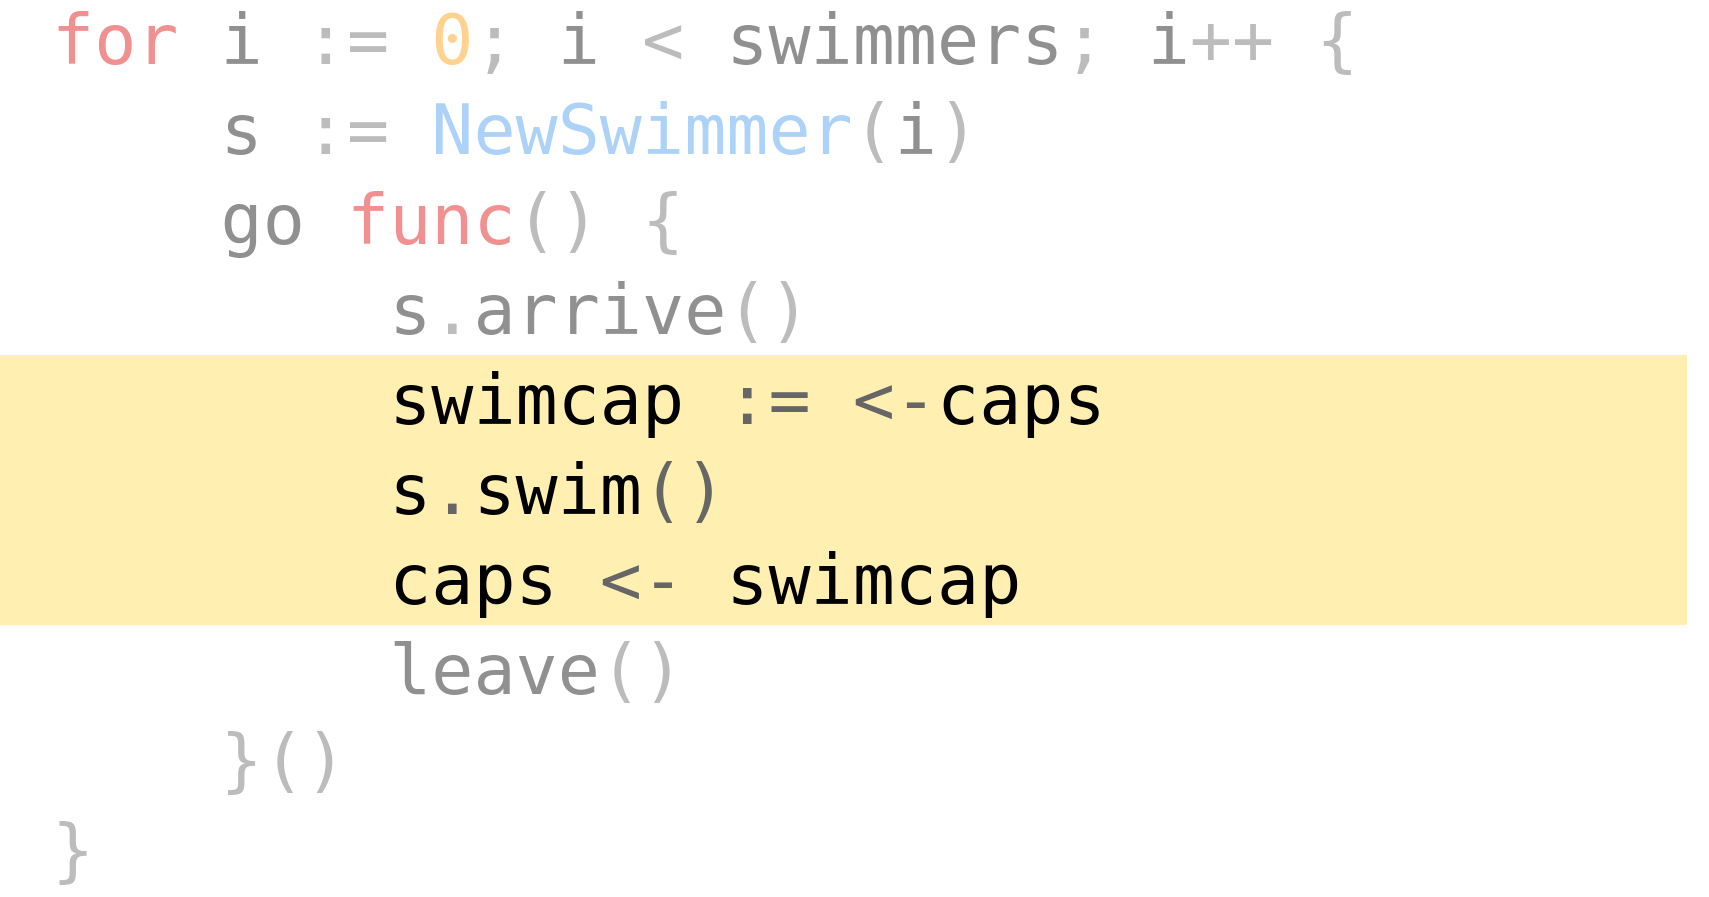 for i := 0; i < swimmers; i++ {
    s := NewSwimmer(i)
    go func() {
        s.arrive()
        swimcap := <-caps
        s.swim()
        caps <- swimcap
        leave()
    }()
}